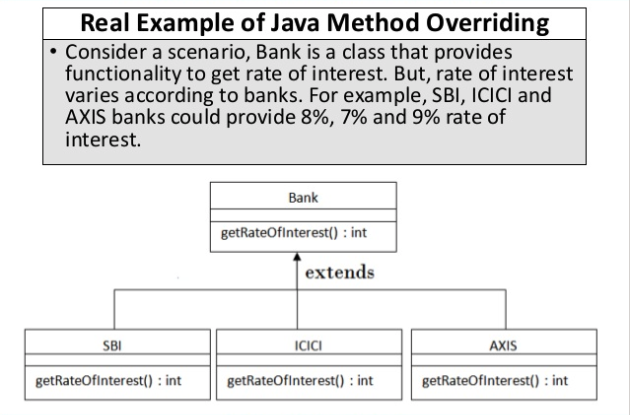 Real Example of Java Method Overriding
• Consider a scenario, Bank is a class that provides
functionality to get rate of interest. But, rate of interest
varies according to banks. For example, SBI, ICICI and
AXIS banks could provide 8%, 7% and 9% rate of
interest.
Bank
getRateOfInterest() : int
extends
SBI
getRateOfInterest() : int
ICICI
getRateOfInterest() : int
AXIS
getRateOfInterest() : int